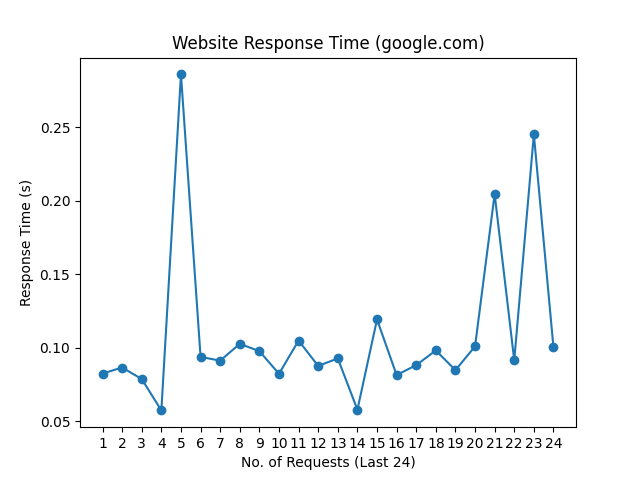 Website Response Time (google.com)
0.25
0.20
0.15
0.10
0.05
Response Time (s)
1 2 3 4 5 6 7 8 9 10 11 12 13 14 15 16 17 18 19 20 21 22 23 24
No. of Requests (Last 24)